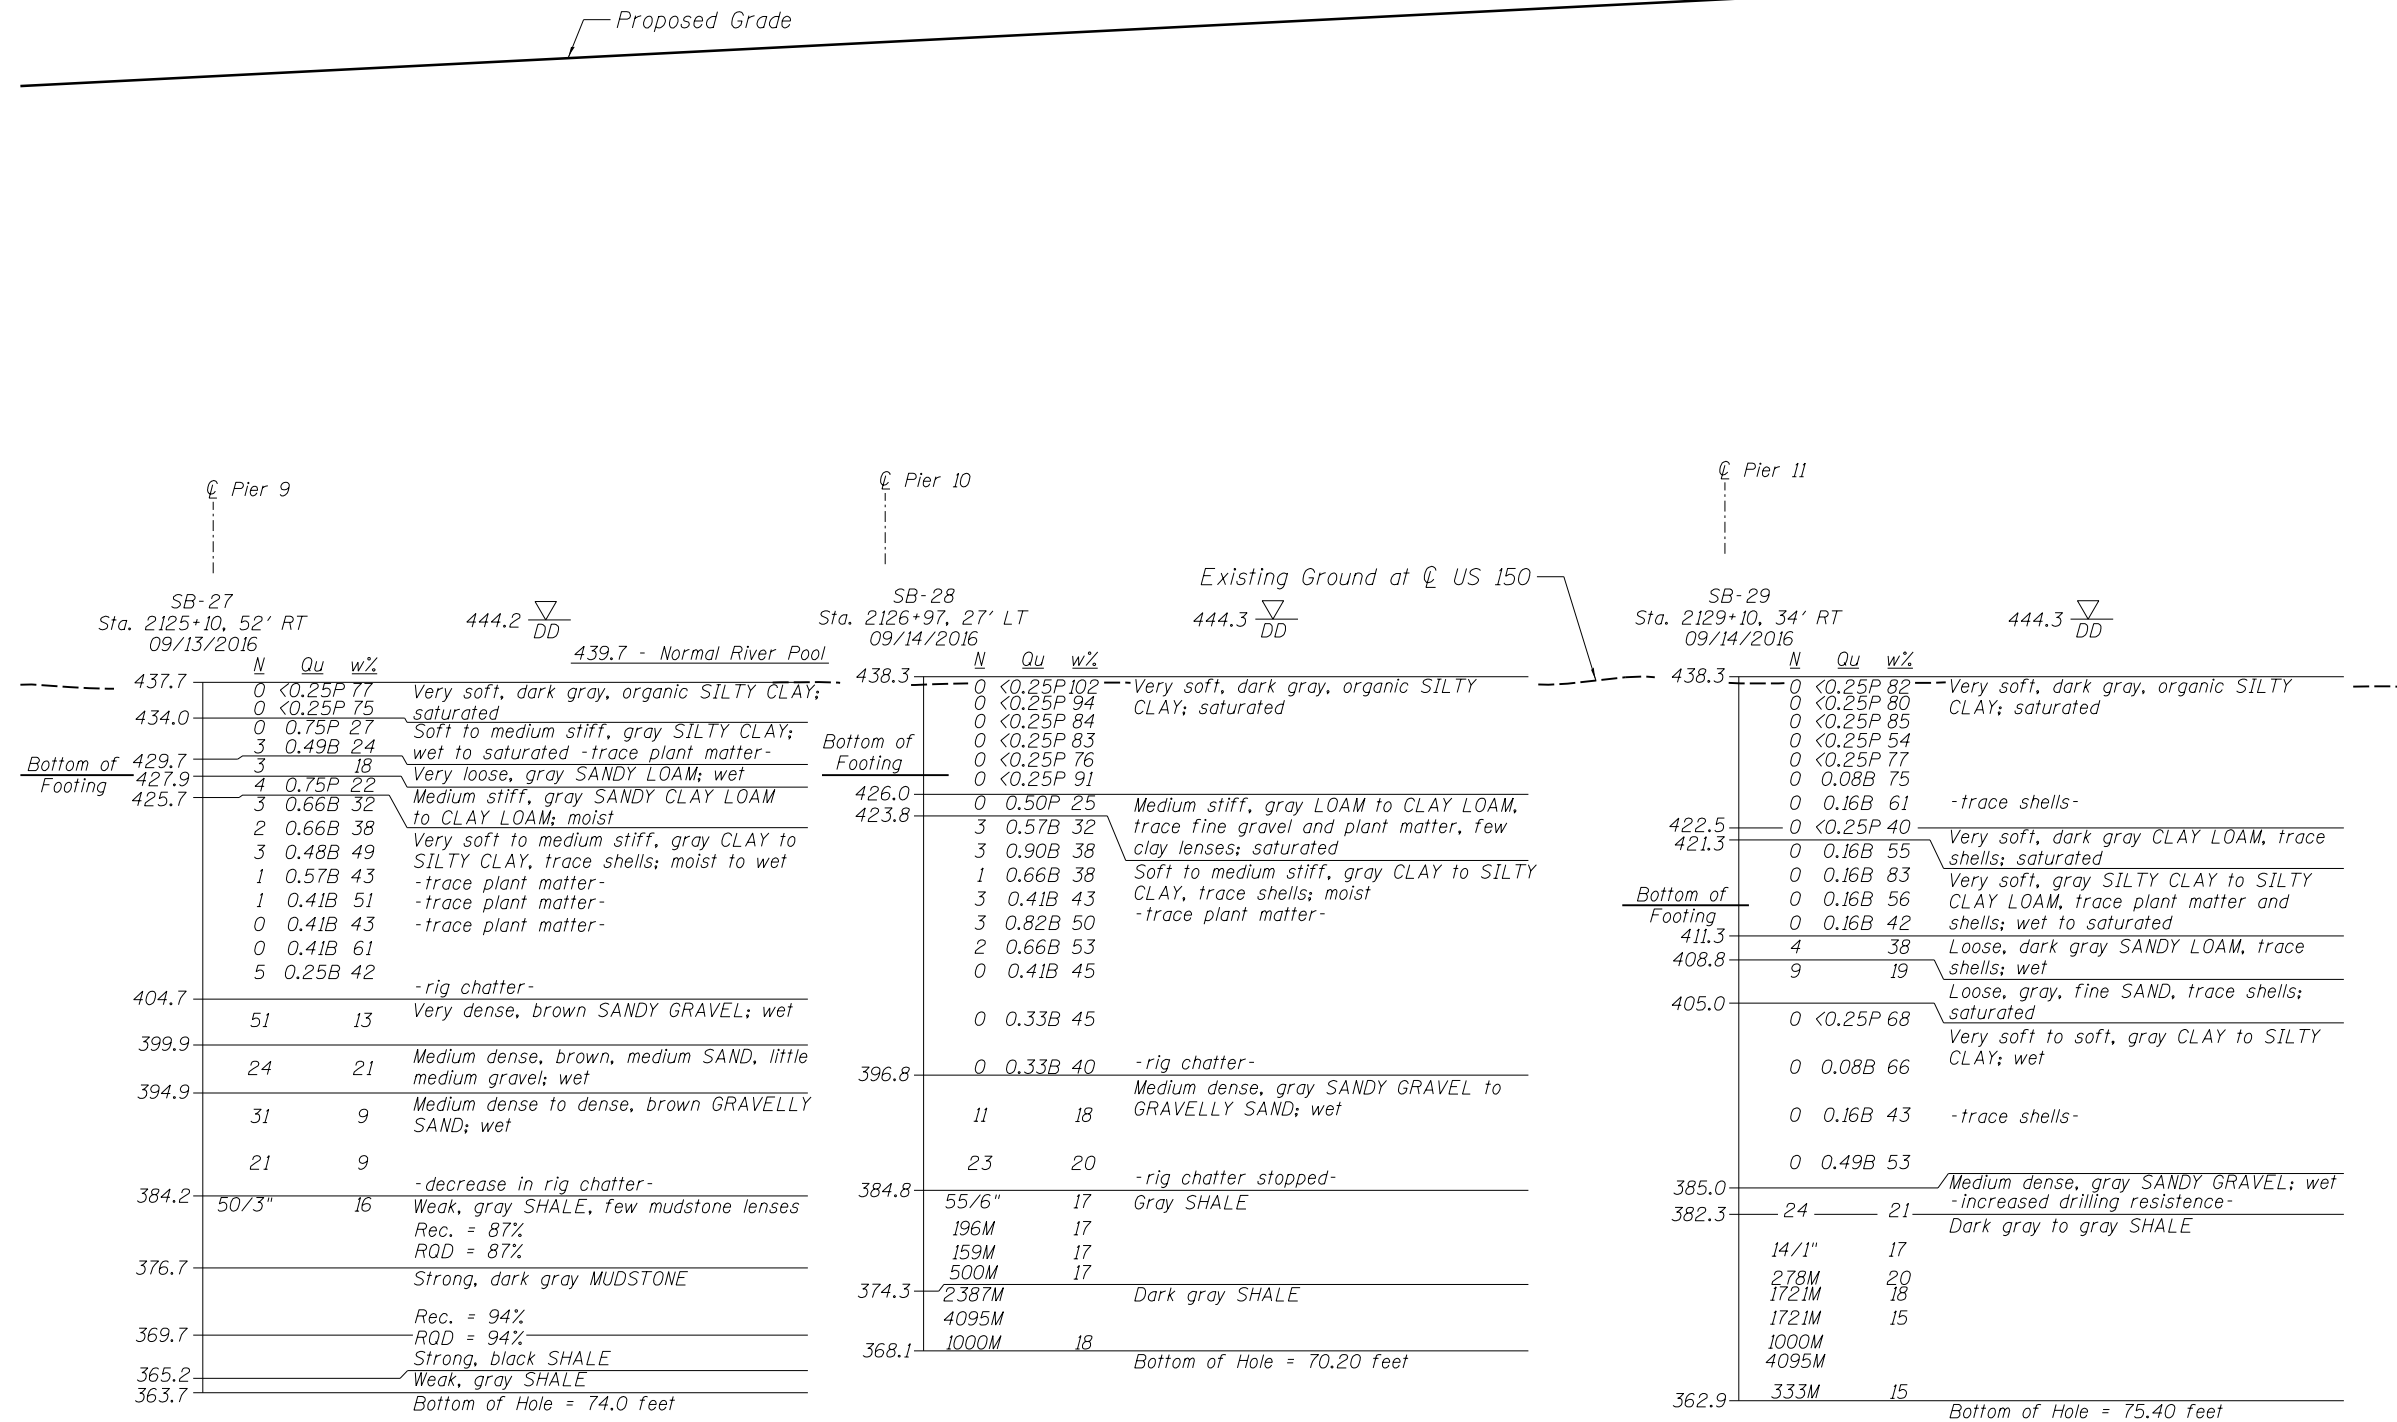 Proposed Grade
℄ Pier 9
℄ Pier 10
℄ Pier 11
Existing Ground at ℄ US 150
SB-27
Sta. 2125+10, 52' RT
09/13/2016
444.2
DD
439.7 - Normal River Pool
N Qu w%
437.7
0 <0.25P 77 Very soft, dark gray, organic SILTY CLAY;
0 <0.25P 75 saturated
434.0
0 0.75P 27 Soft to medium stiff, gray SILTY CLAY;
3 0.49B 24 wet to saturated -trace plant matter-
429.7
Bottom of
Footing
3 18 Very loose, gray SANDY LOAM; wet
427.9
4 0.75P 22 Medium stiff, gray SANDY CLAY LOAM
425.7
3 0.66B 32 to CLAY LOAM; moist
2 0.66B 38 Very soft to medium stiff, gray CLAY to
3 0.48B 49 SILTY CLAY, trace shells; moist to wet
1 0.57B 43 -trace plant matter-
1 0.41B 51 -trace plant matter-
0 0.41B 43 -trace plant matter-
0 0.41B 61
5 0.25B 42
-rig chatter-
404.7
Very dense, brown SANDY GRAVEL; wet
51 13
399.9
Medium dense, brown, medium SAND, little
24 21
medium gravel; wet
394.9
Medium dense to dense, brown GRAVELLY
31 9
SAND; wet
21 9
-decrease in rig chatter-
384.2
50/3" 16 Weak, gray SHALE, few mudstone lenses
Rec. = 87%
RQD = 87%
376.7
Strong, dark gray MUDSTONE
Rec. = 94%
369.7
RQD = 94%
Strong, black SHALE
365.2
Weak, gray SHALE
363.7
Bottom of Hole = 74.0 feet
SB-28
Sta. 2126+97, 27' LT
09/14/2016
444.3
DD
N Qu w%
438.3
0 <0.25P 102 Very soft, dark gray, organic SILTY
0 <0.25P 94 CLAY; saturated
0 <0.25P 84
0 <0.25P 83
Bottom of
Footing
0 <0.25P 76
0 <0.25P 91
426.0
0 0.50P 25 Medium stiff, gray LOAM to CLAY LOAM,
423.8
3 0.57B 32 trace fine gravel and plant matter, few
3 0.90B 38 clay lenses; saturated
1 0.66B 38 Soft to medium stiff, gray CLAY to SILTY
3 0.41B 43 CLAY, trace shells; moist
3 0.82B 50 -trace plant matter-
2 0.66B 53
0 0.41B 45
0 0.33B 45
0 0.33B 40 -rig chatter-
396.8
Medium dense, gray SANDY GRAVEL to
11 18 GRAVELLY SAND; wet
23 20
-rig chatter stopped-
384.8
55/6" 17 Gray SHALE
196M 17
159M 17
500M 17
374.3
2387M Dark gray SHALE
4095M
1000M 18
368.1
Bottom of Hole = 70.20 feet
SB-29
Sta. 2129+10, 34' RT
09/14/2016
444.3
DD
N Qu w%
438.3
0 <0.25P 82 Very soft, dark gray, organic SILTY
0 <0.25P 80 CLAY; saturated
0 <0.25P 85
0 <0.25P 54
0 <0.25P 77
0 0.08B 75
0 0.16B 61 -trace shells-
422.5
0 <0.25P 40 Very soft, dark gray CLAY LOAM, trace
421.3
0 0.16B 55 shells; saturated
0 0.16B 83 Very soft, gray SILTY CLAY to SILTY
Bottom of
Footing
0 0.16B 56 CLAY LOAM, trace plant matter and
0 0.16B 42 shells; wet to saturated
411.3
4 38 Loose, dark gray SANDY LOAM, trace
408.8
9 19 shells; wet
Loose, gray, fine SAND, trace shells;
405.0
saturated
0 <0.25P 68
Very soft to soft, gray CLAY to SILTY
CLAY; wet
0 0.08B 66
0 0.16B 43 -trace shells-
0 0.49B 53
385.0
Medium dense, gray SANDY GRAVEL; wet
-increased drilling resistence-
382.3
24 21
Dark gray to gray SHALE
14/1" 17
278M 20
1721M 18
1721M 15
1000M
4095M
333M 15
362.9
Bottom of Hole = 75.40 feet